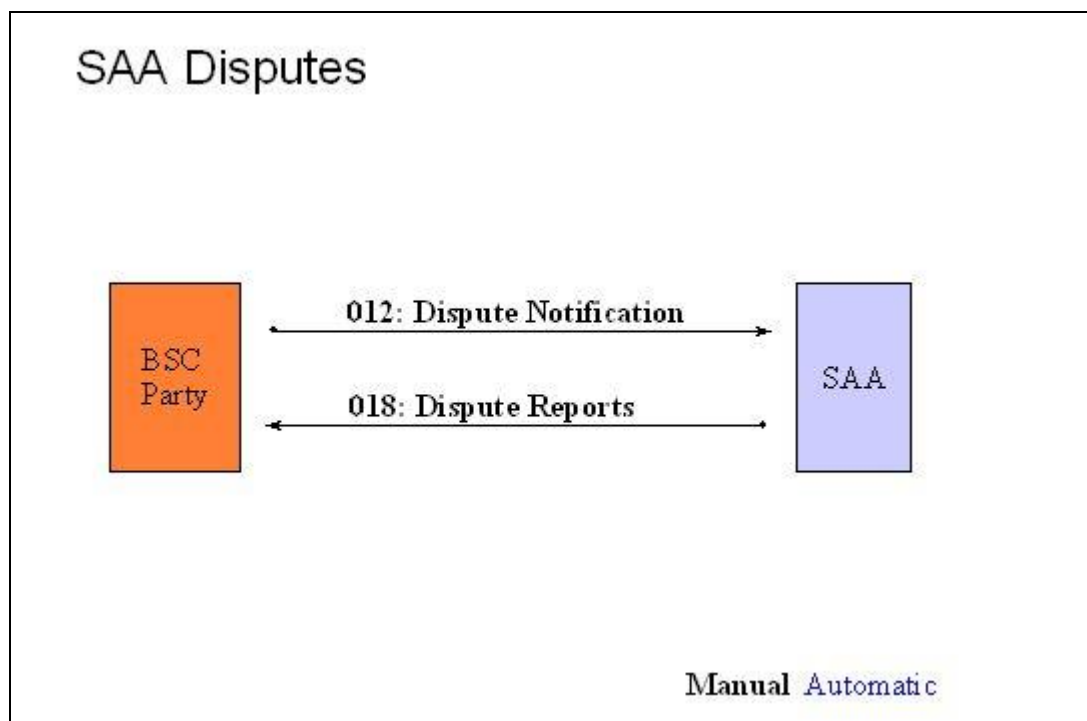 SAA Disputes
012: Dispute Notification
BSC
Party
SAA
018: Dispute Reports
Manual Automatic